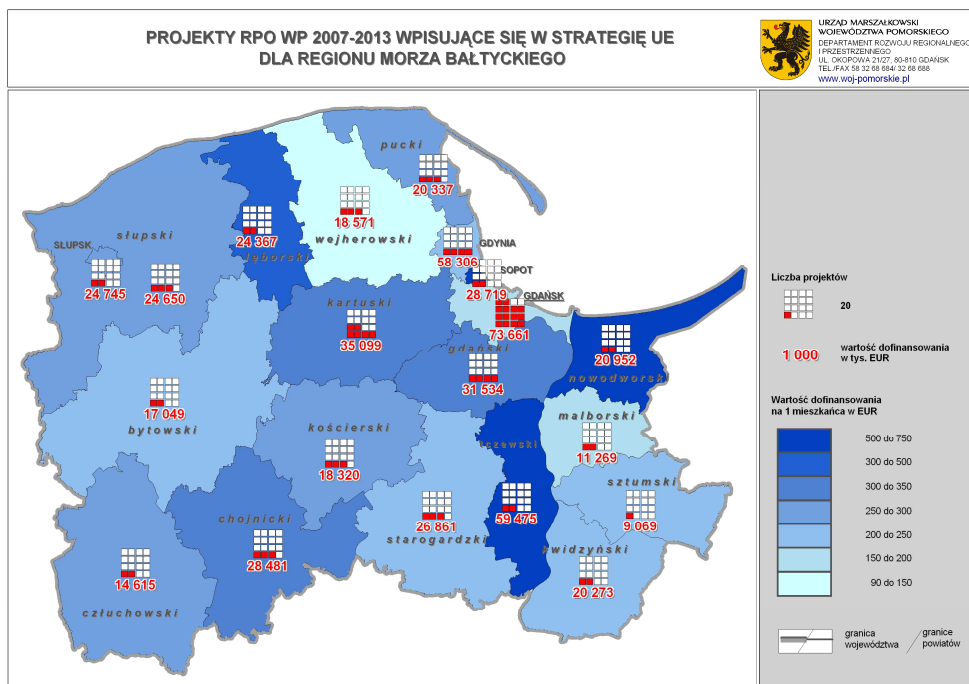 PROJEKTY RPO WP 2007-2013 WPISUJĄCE SIĘ W STRATEGIĘ UE
DLA REGIONU MORZA BAŁTYCKIEGO
URZĄD MARSZAŁKOWSKI
WOJEWÓDZTWA POMORSKIEGO
DEPARTAMENT ROZWOJU REGIONALNEGO
I PRZESTRZENNEGO
UL. OKOPOWA 21/27, 80-810 GDAŃSK
TEL./FAX 58 32 68 684/ 32 68 688
www.woj-pomorskie.pl
pucki
20 337
18 571
wejherowski
24 367
lęborski
słupski
SŁUPSK
24 745
24 650
GDYNIA
58 306
SOPOT
28 719
GDAŃSK
73 661
kartuski
35 099
gdański
31 534
20 952
nowodworski
17 049
bytowski
kościerski
18 320
tczewski
59 475
malborski
11 269
sztumski
9 069
chojnicki
28 481
26 861
starogardzki
kwidzyński
20 273
14 615
człuchowski
Liczba projektów
20
1 000
wartość dofinansowania
w tys. EUR
Wartość dofinansowania
na 1 mieszkańca w EUR
500 do 750
300 do 500
300 do 350
250 do 300
200 do 250
150 do 200
90 do 150
granica
województwa
granice
powiatów